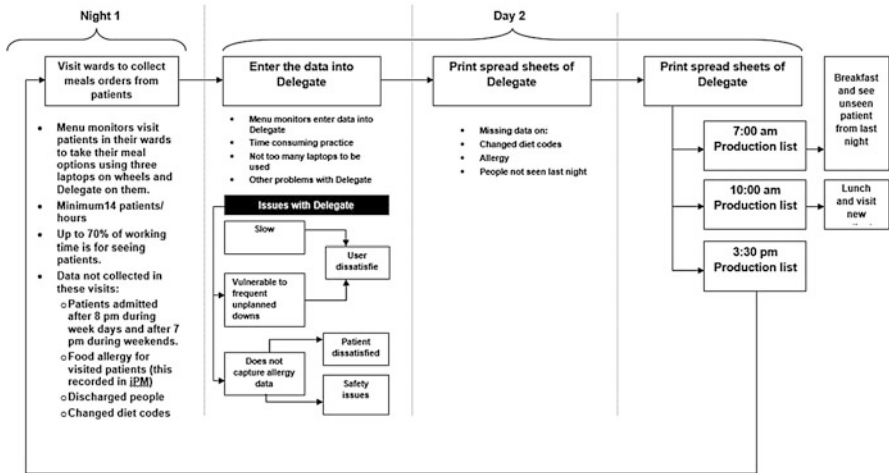 Night 1
Day 2
Visit wards to collect
meals orders from
patients
Enter the data into
Delegate
Print spread sheets of
Delegate
Print spread sheets of
Delegate
Breakfast
and see
unseen
patient
from last
night
• Menu monitors visit
patients in their wards
to take their meal
options using three
laptops on wheels and
Delegate on them.
• Minimum14 patients/
hours
• Up to 70% of working
time is for seeing
patients.
• Data not collected in
these visits:
o Patients admitted
after 8 pm during
week days and after 7
pm during weekends.
o Food allergy for
visited patients (this
recorded in iPM)
o Discharged people
o Changed diet codes
• Menu monitors enter data into
Delegate
• Time consuming practice
• Not too many laptops to be
used
• Other problems with Delegate
Issues with Delegate
Slow
User
dissatisfie
Vulnerable to
frequent
unplanned
downs
Patient
dissatisfied
Does not
capture allergy
data
Safety
issues
• Missing data on:
• Changed diet codes
• Allergy
• People not seen last night
7:00 am
Production list
10:00 am
Production list
Lunch
and visit
new
3:30 pm
Production list